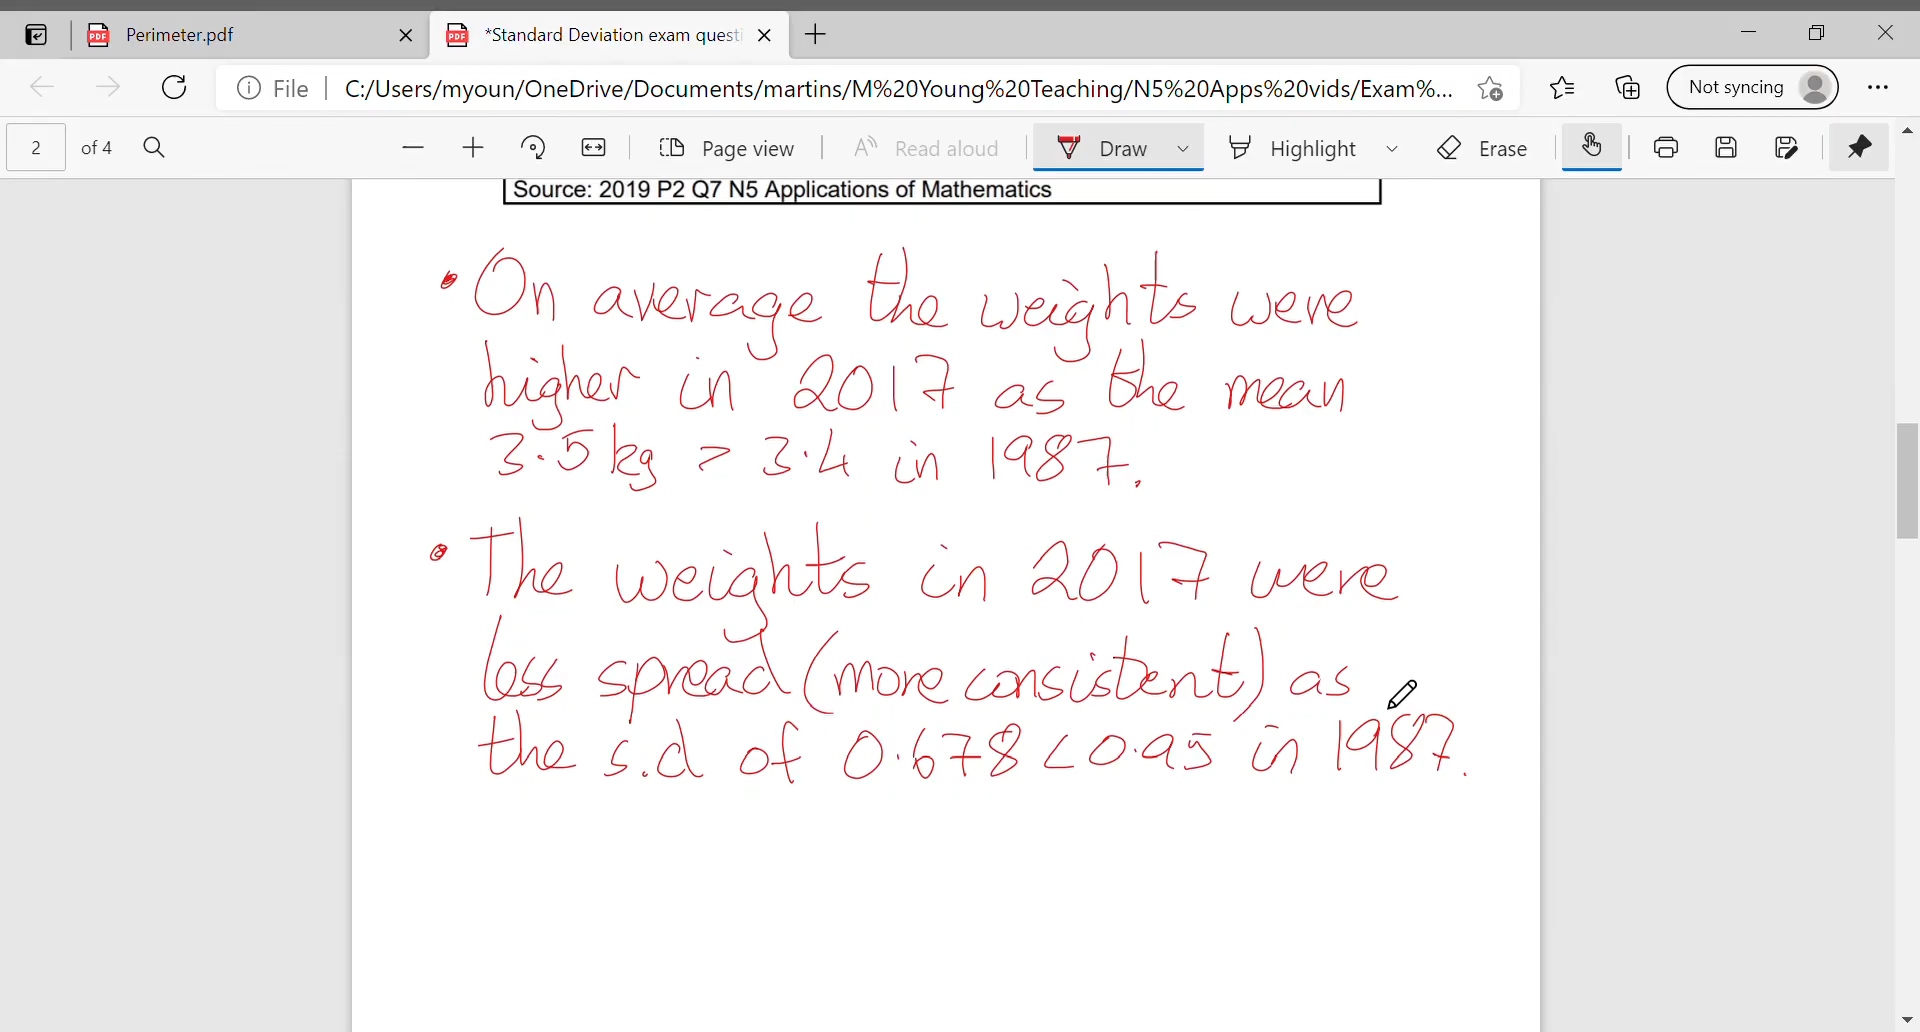 Perimeter.pdf
*Standard Deviation exam questi
File
C:/Users/myoun/OneDrive/Documents/martins/M%20Young%20Teaching/N5%20Apps%20vids/Exam%...
Not syncing
2 of 4
Page view
Read aloud
Draw
Highlight
Erase
Source: 2019 P2 Q7 N5 Applications of Mathematics
• On average the weights were
higher in 2017 as the mean
3.5kg > 3.4 in 1987.
• The weights in 2017 were
less spread (more consistent) as
the s.d of 0.678 < 0.95 in 1987.